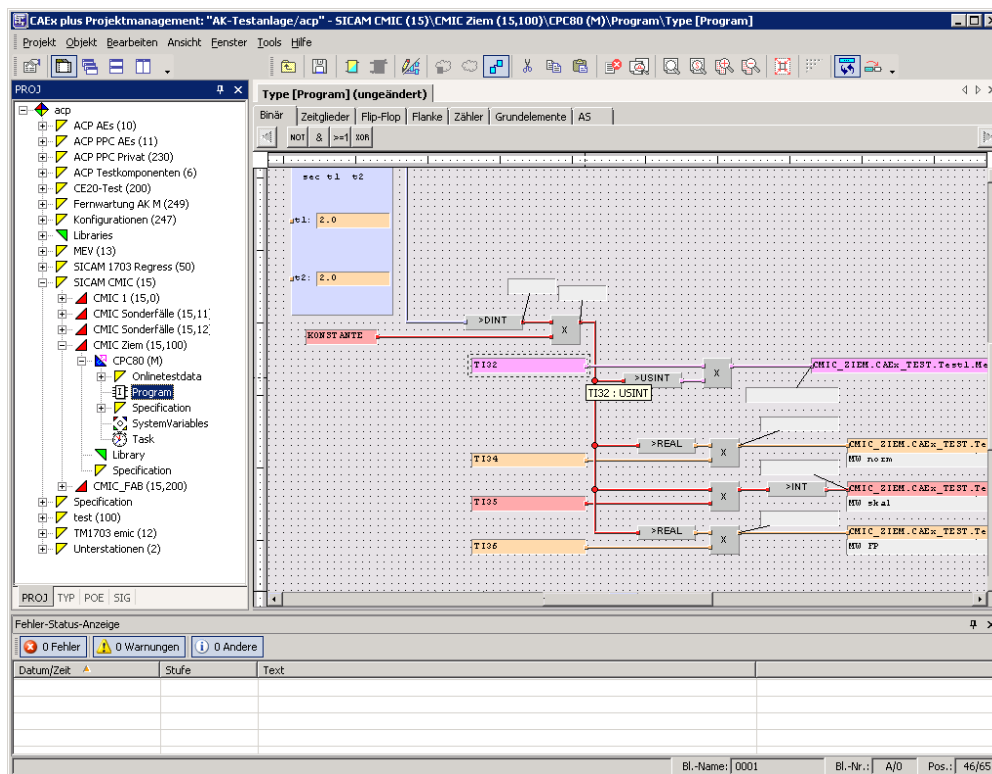 CAEx plus Projektmanagement: "AK-Testanlage/acp" - SICAM CMIC (15)\CMIC Ziem (15,100)\CPC80 (M)\Program\Type [Program]
Projekt Objekt Bearbeiten Ansicht Fenster Tools Hilfe
PROJ
acp
ACP AEs (10)
ACP PPC AEs (11)
ACP PPC Privat (230)
ACP Testkomponenten (6)
CE20-Test (200)
Fernwartung AK M (249)
Konfigurationen (247)
Libraries
MEV (13)
SICAM 1703 Regress (50)
SICAM CMIC (15)
CMIC 1 (15,0)
CMIC Sonderfälle (15,11)
CMIC Sonderfälle (15,12)
CMIC Ziem (15,100)
CPC80 (M)
Onlinetestdata
Program
Specification
SystemVariables
Task
Library
Specification
CMIC_FAB (15,200)
Specification
test (100)
TM1703 emic (12)
Unterstationen (2)
PROJ TYP POE SIG
Type [Program] (ungeändert)
Binär Zeitglieder Flip-Flop Flanke Zähler Grundelemente AS
NOT & >=1 XOR
sec t1 t2
t1: 2.0
t2: 2.0
>DINT
X
KONSTANTE
TI32
X
CMIC_ZIEM.CAEx_TEST.Test1.Me
>USINT
TI32 : USINT
>REAL
X
CMIC_ZIEM.CAEx_TEST.Te
TI34
MW norm
>INT
CMIC_ZIEM.CAEx_TEST.Te
X
TI35
MW skal
>REAL
X
CMIC_ZIEM.CAEx_TEST.Te
TI36
MW FP
Fehler-Status-Anzeige
0 Fehler 0 Warnungen 0 Andere
Datum/Zeit Stufe Text
Bl.-Name: 0001 Bl.-Nr.: A/0 Pos.: 46/65